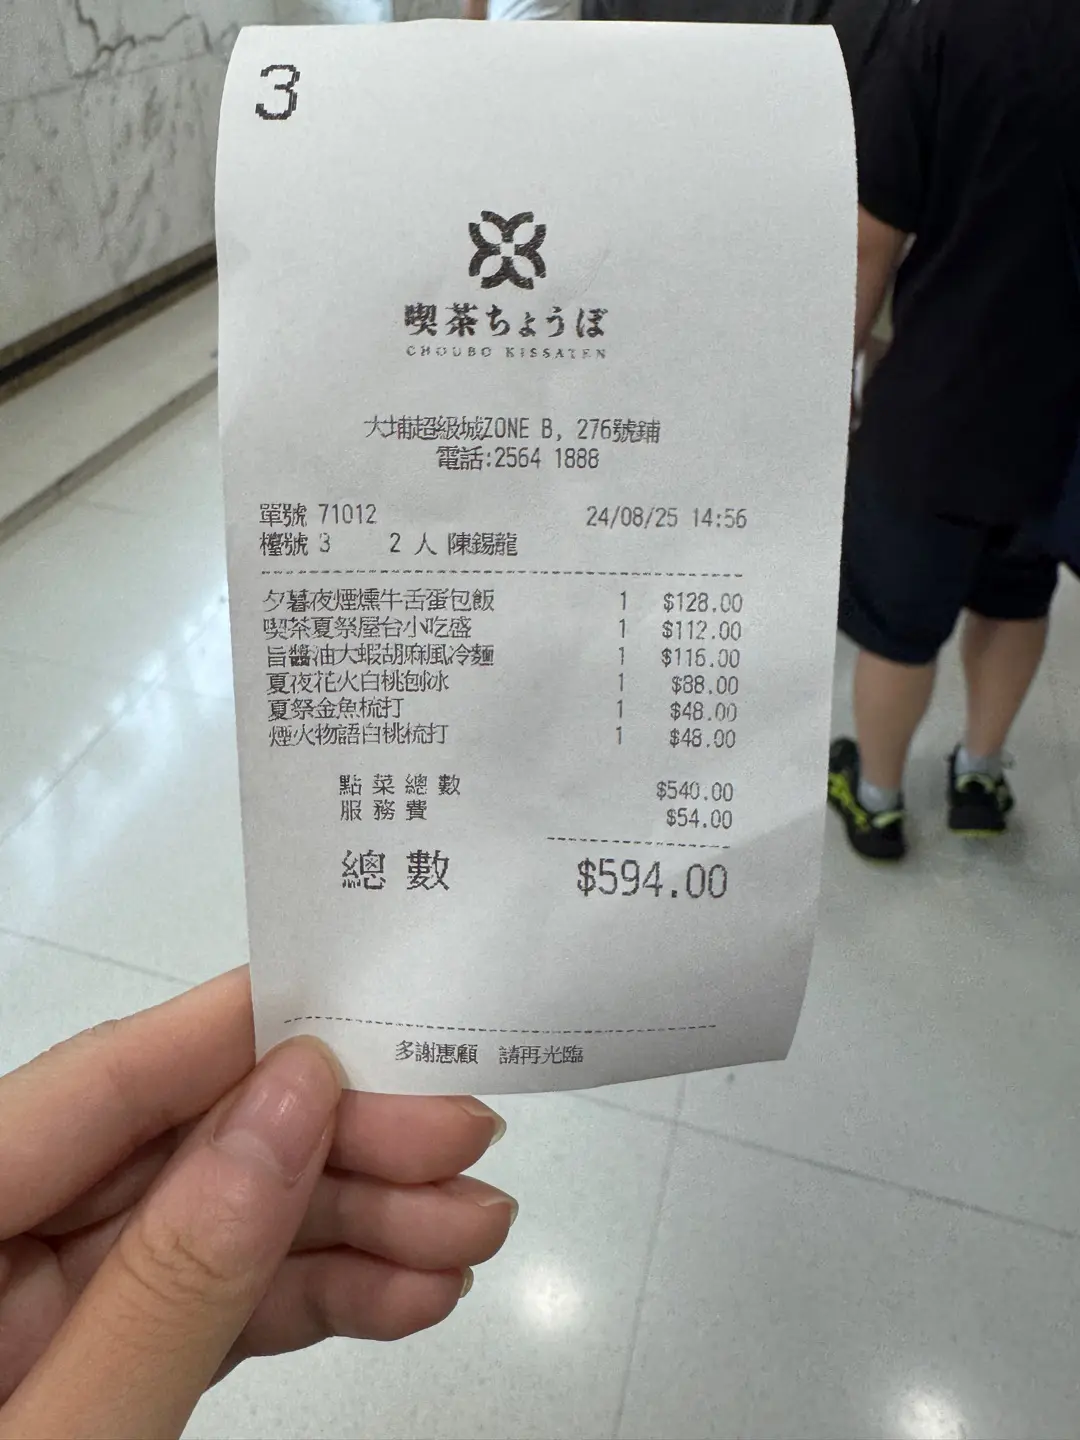 3
喫茶ちょうぼ
CHOUBO KISSATEN
大埔超級城ZONE B, 276號鋪
電話:2564 1888
單號 71012 24/08/25 14:56
檯號 3 2 人 陳錫龍
夕暮夜煙燻牛舌蛋包飯 1 $128.00
喫茶夏祭屋台小吃盛 1 $112.00
旨醬油大蝦胡麻風冷麵 1 $116.00
夏夜花火白桃刨冰 1 $88.00
夏祭金魚梳打 1 $48.00
煙火物語白桃梳打 1 $48.00
點菜總數 $540.00
服務費 $54.00
總數 $594.00
多謝惠顧 請再光臨